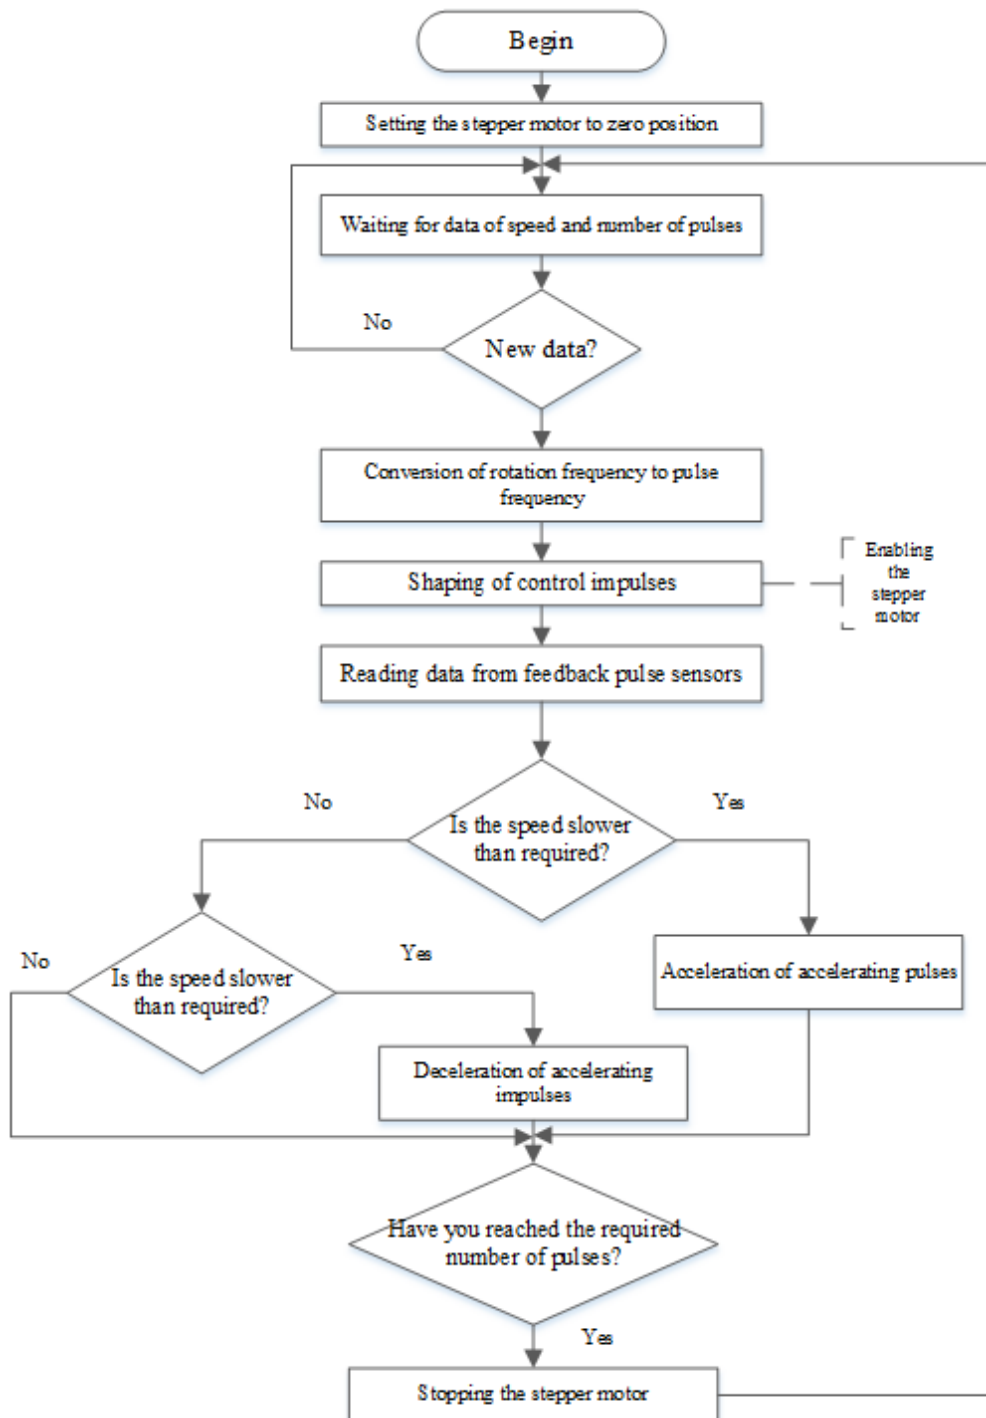 Begin
Setting the stepper motor to zero position
Waiting for data of speed and number of pulses
No
New data?
Conversion of rotation frequency to pulse
frequency
Shaping of control impulses
Enabling
the
stepper
motor
Reading data from feedback pulse sensors
No
Yes
Is the speed slower
than required?
No
Yes
Is the speed slower
than required?
Acceleration of accelerating pulses
Deceleration of accelerating
impulses
Have you reached the required
number of pulses?
Yes
Stopping the stepper motor